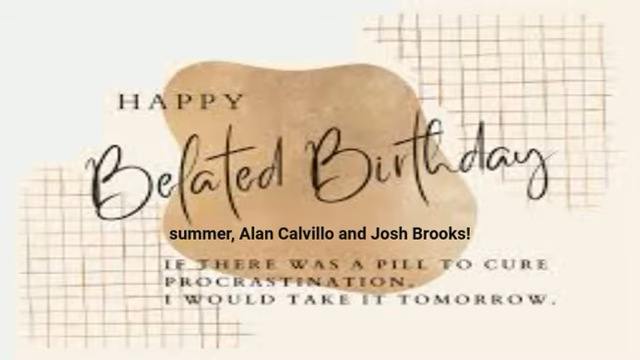 HAPPY
Belated Birthday
summer, Alan Calvillo and Josh Brooks!
IF THERE WAS A PILL TO CURE
PROCRASTINATION.
I WOULD TAKE IT TOMORROW.